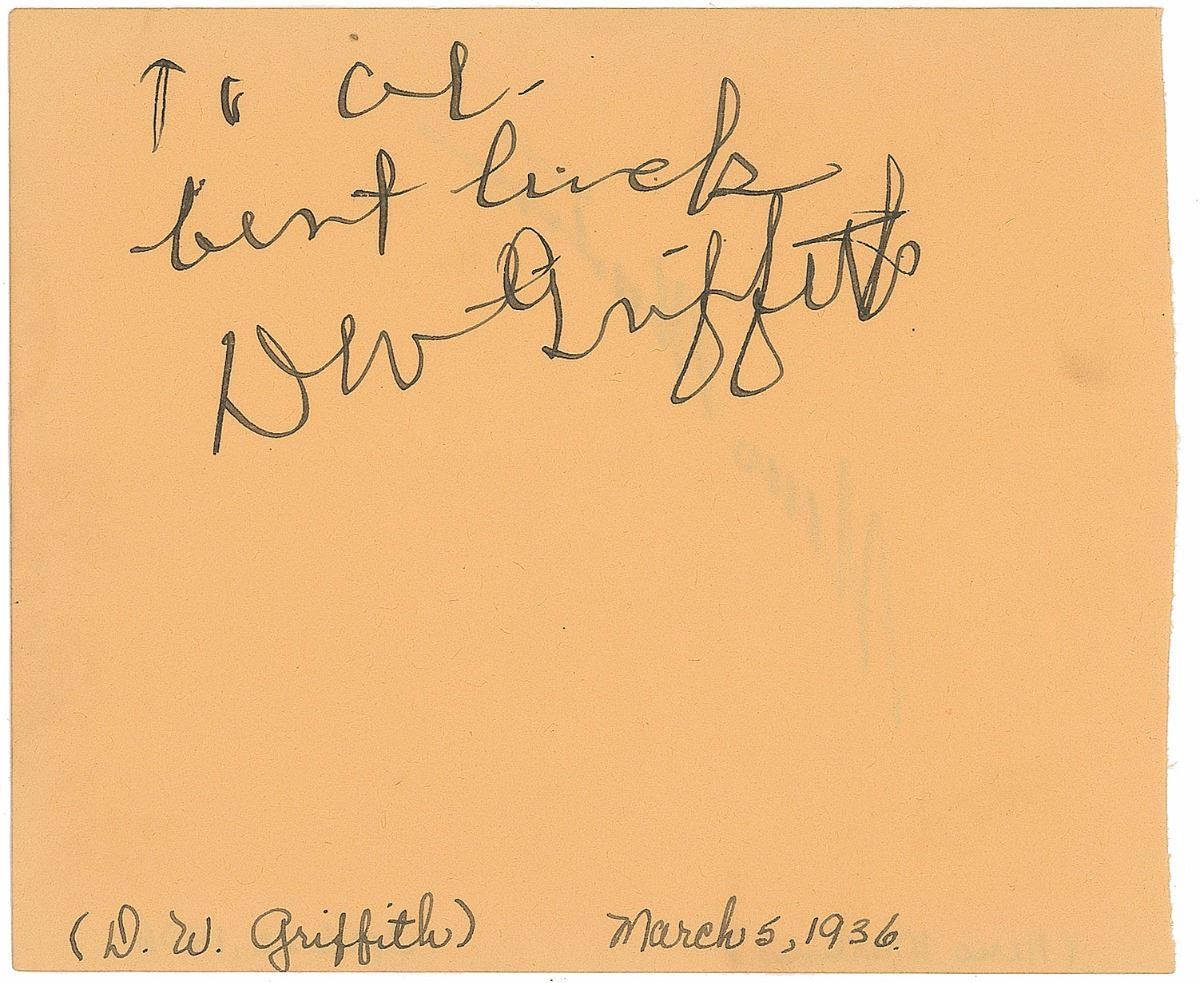 To al-
best luck
D W Griffith
(D. W. Griffith) March 5, 1936.